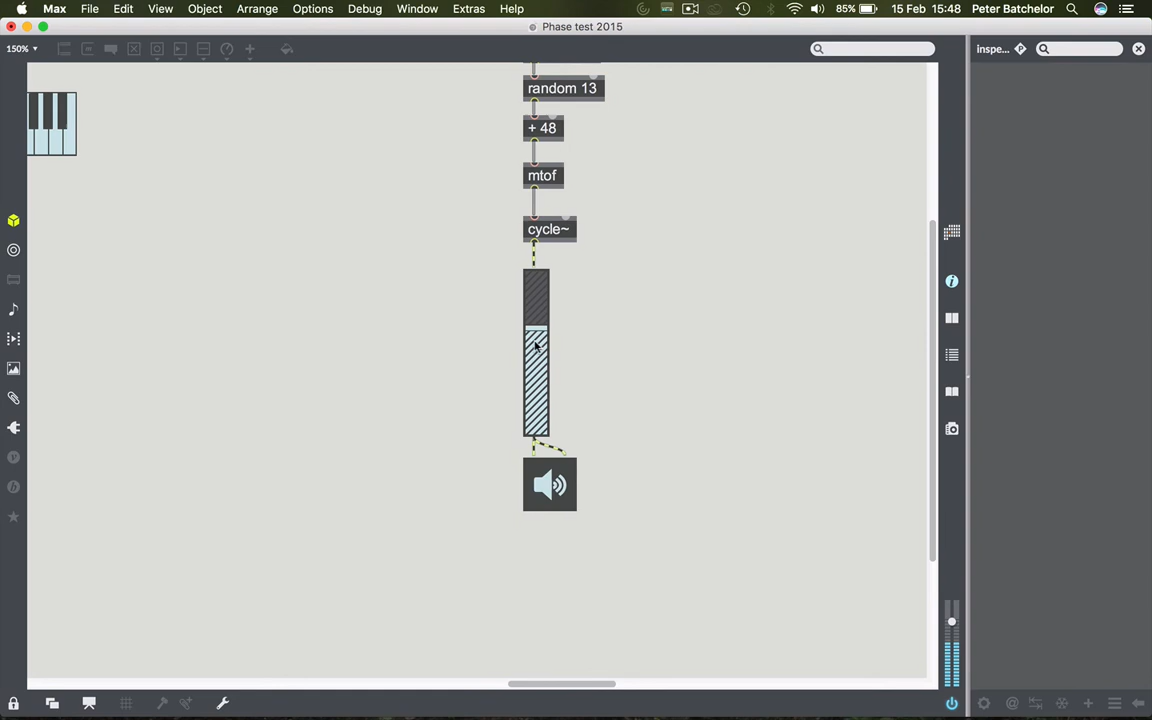 Max File Edit View Object Arrange Options Debug Window Extras Help 85% 15 Feb 15:48 Peter Batchelor
Phase test 2015
150%
inspe...
random 13
+ 48
mtof
cycle~